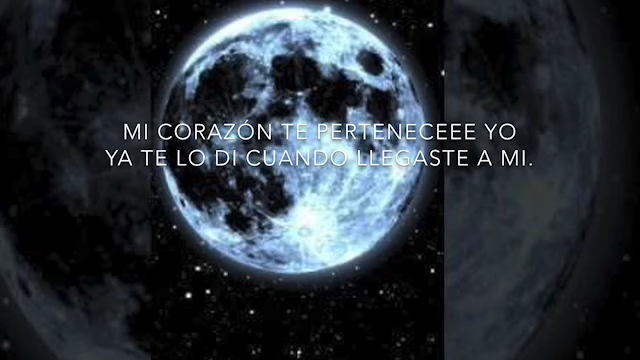 MI CORAZÓN TE PERTENECEEE YO
YA TE LO DI CUANDO LLEGASTE A MI.